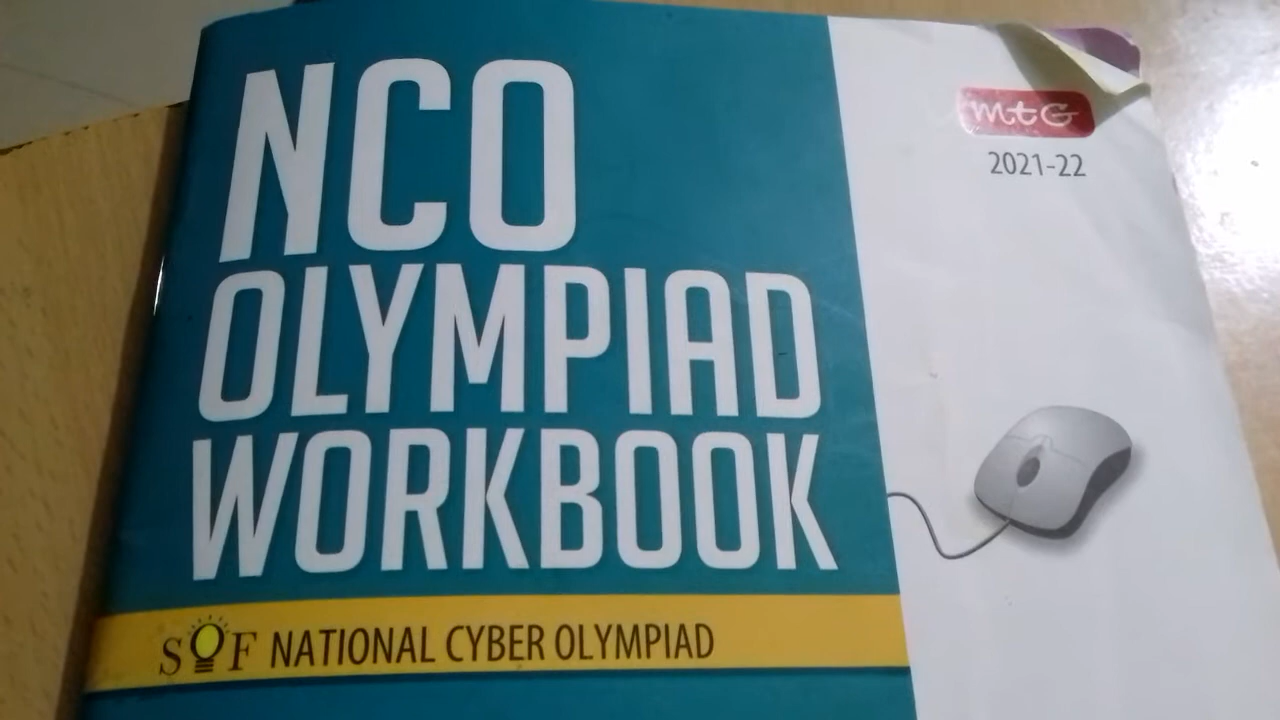 NCO
OLYMPIAD
WORKBOOK
SOF NATIONAL CYBER OLYMPIAD
mtG
2021-22